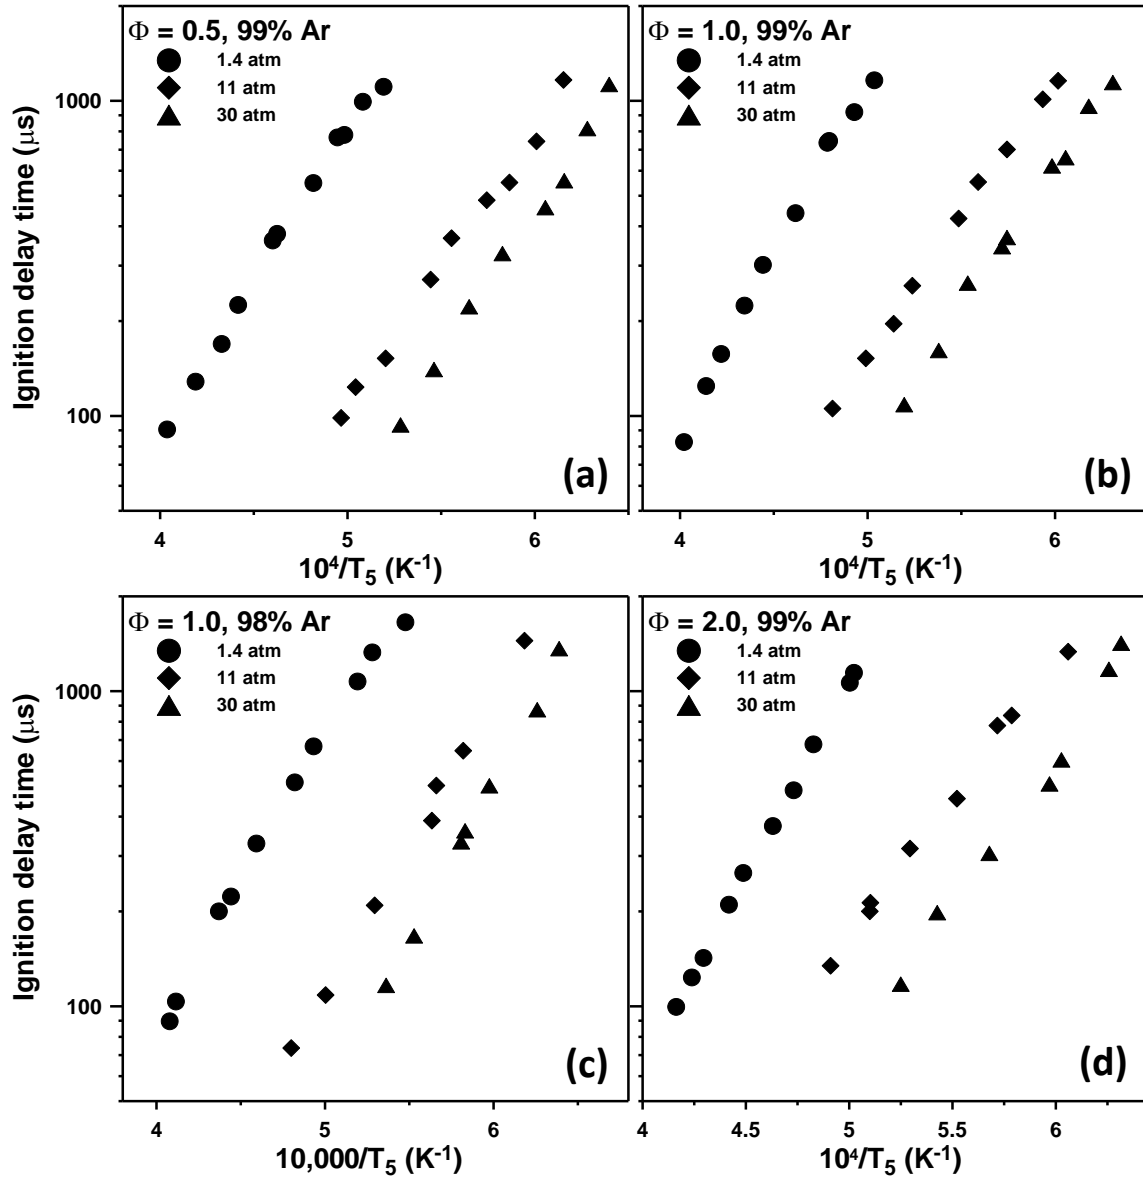 Φ = 0.5, 99% Ar
1.4 atm
11 atm
30 atm
1000
100
Ignition delay time (μs)
(a)
4 5 6
10⁴/T₅ (K⁻¹)
Φ = 1.0, 99% Ar
1.4 atm
11 atm
30 atm
(b)
4 5 6
10⁴/T₅ (K⁻¹)
Φ = 1.0, 98% Ar
1.4 atm
11 atm
30 atm
1000
100
Ignition delay time (μs)
(c)
4 5 6
10,000/T₅ (K⁻¹)
Φ = 2.0, 99% Ar
1.4 atm
11 atm
30 atm
(d)
4 4.5 5 5.5 6
10⁴/T₅ (K⁻¹)